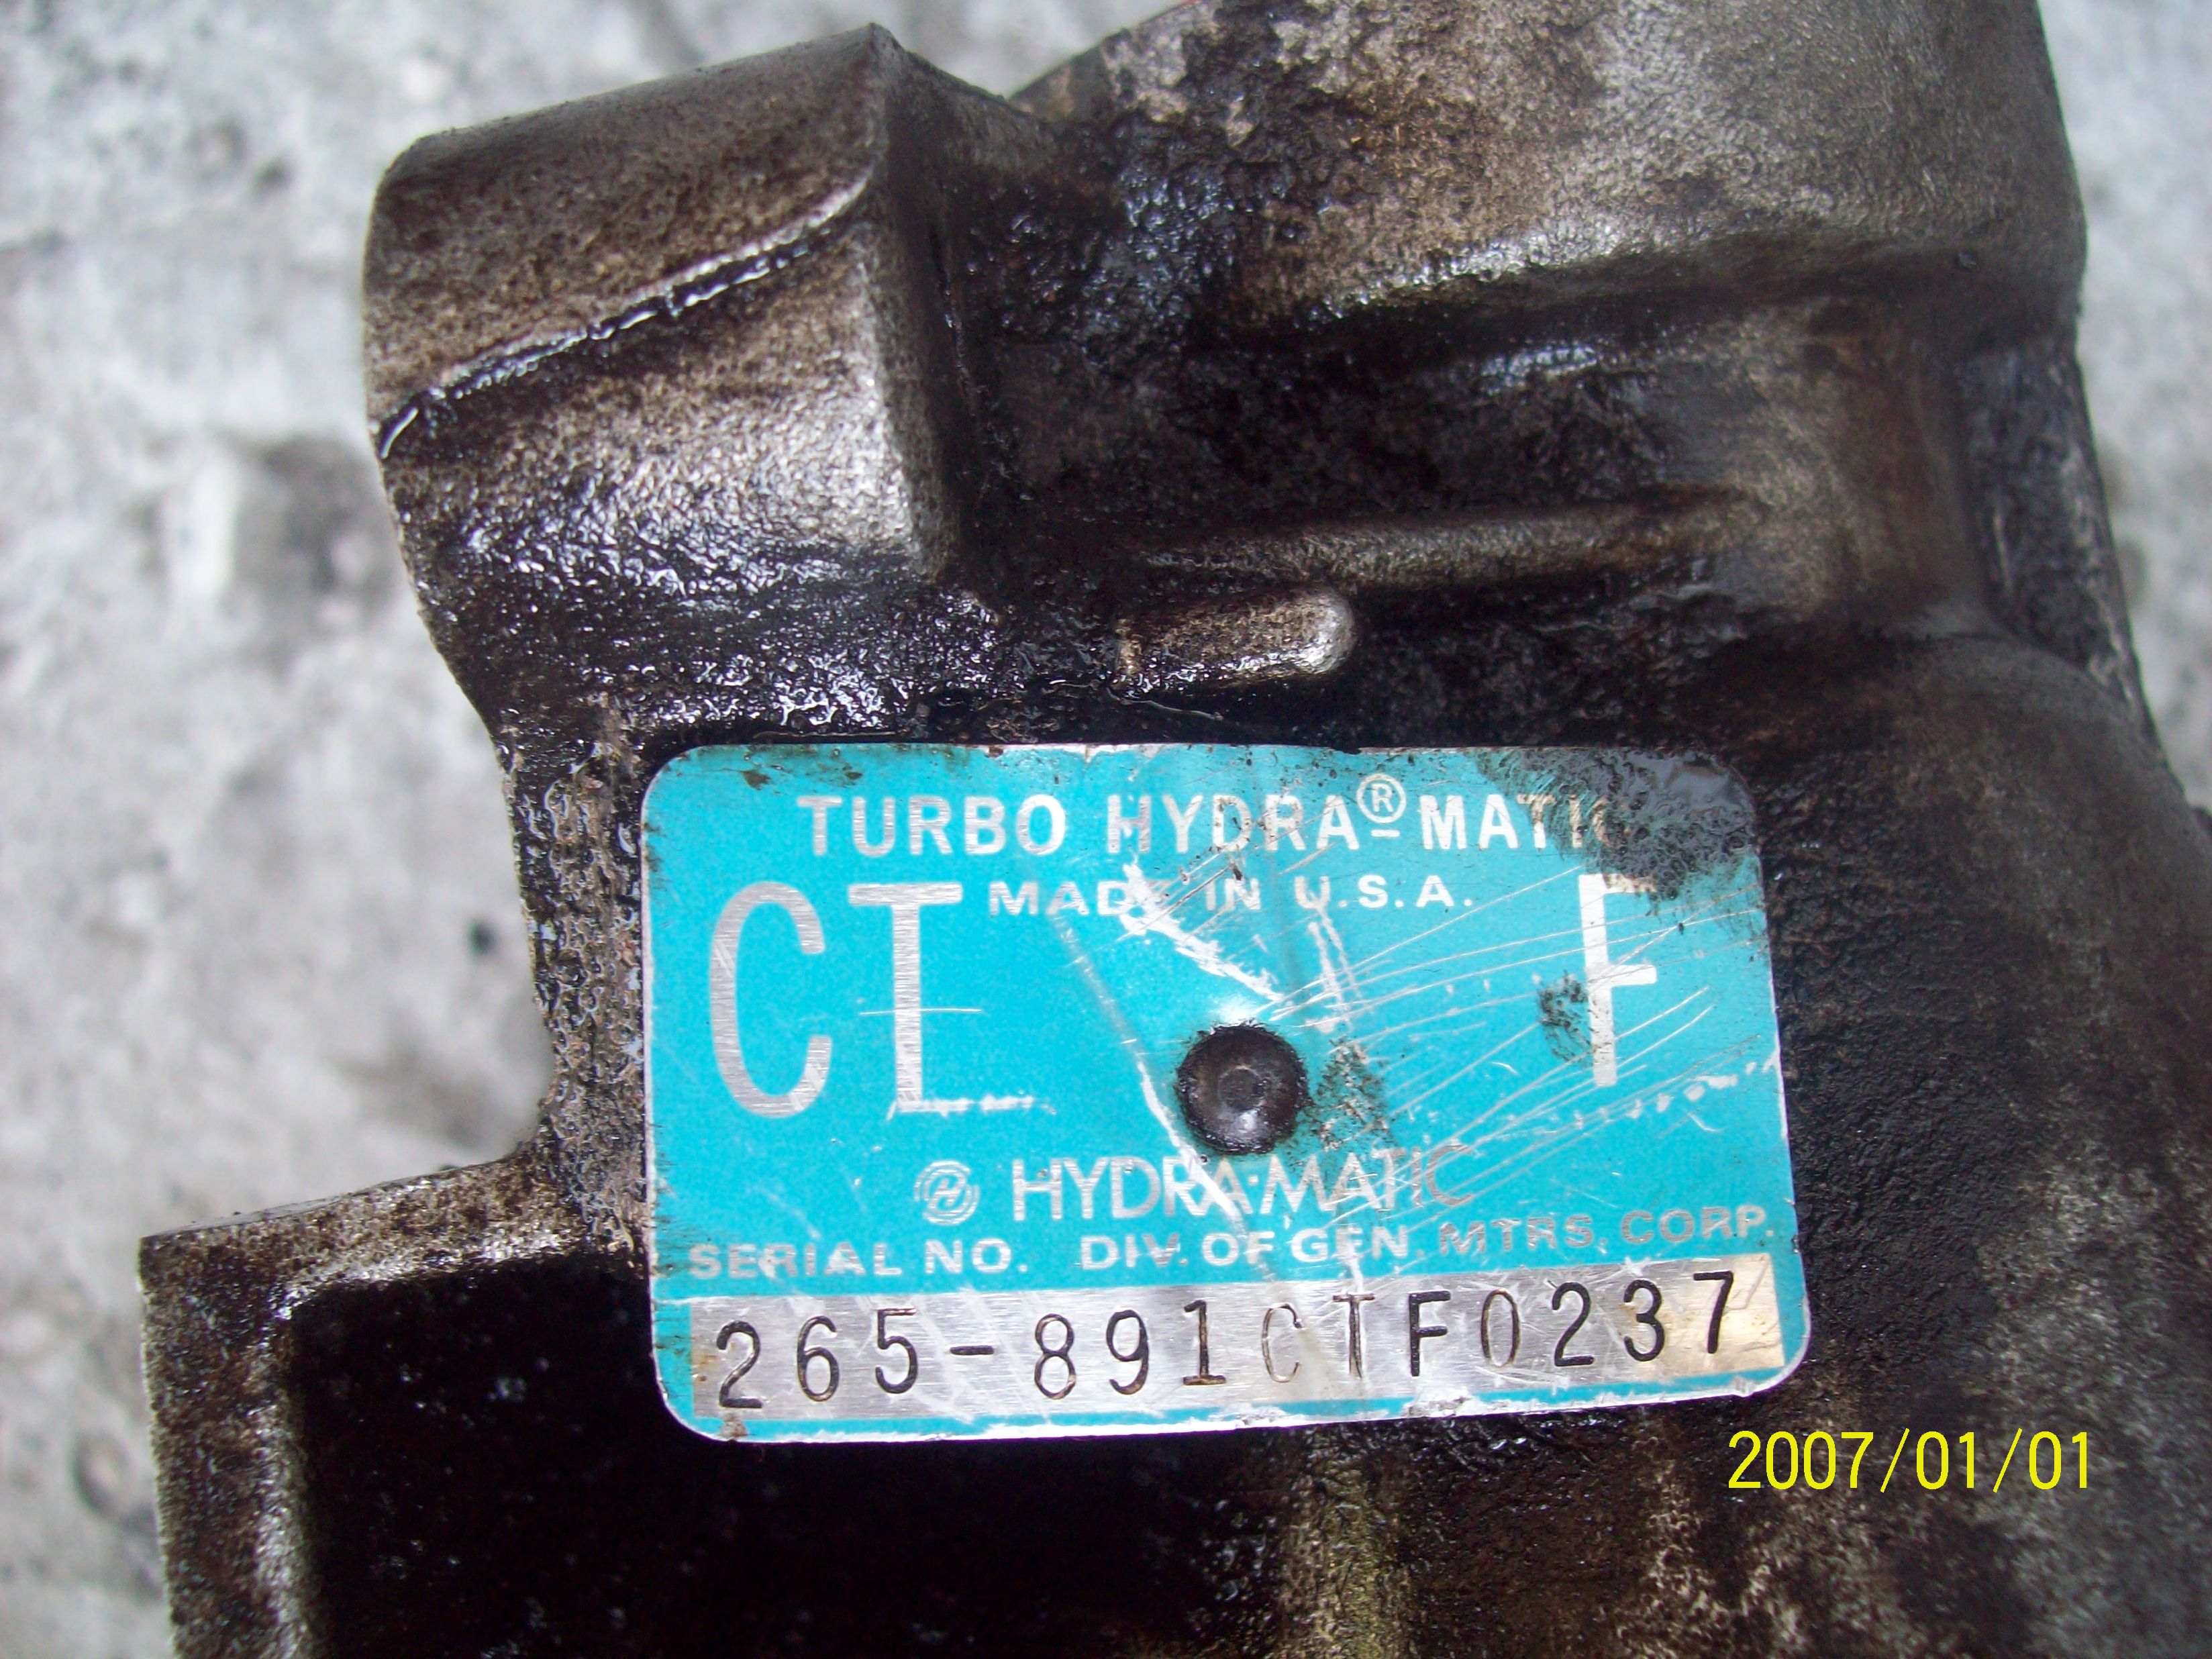 TURBO HYDRA®MATIC
MADE IN U.S.A.
CT F
HYDRA·MATIC
SERIAL NO. DIV. OF GEN. MTRS. CORP.
265-891CTF0237
2007/01/01